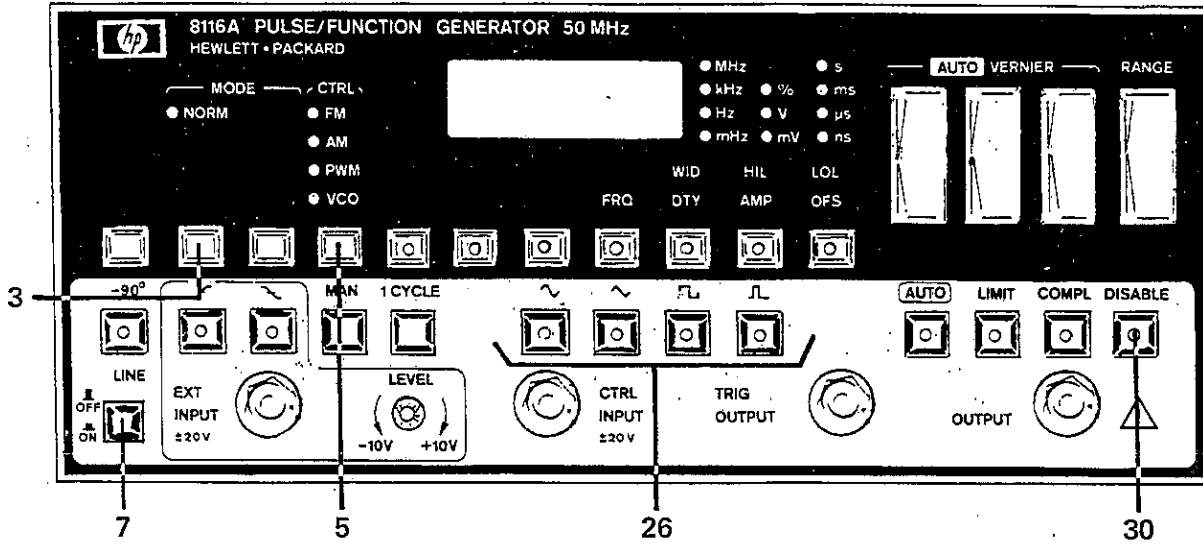 hp
8116A PULSE/FUNCTION GENERATOR 50 MHz
HEWLETT • PACKARD
MODE
CTRL
NORM
FM
AM
PWM
VCO
MHz
kHz
Hz
mHz
%
V
mV
s
ms
µs
ns
AUTO VERNIER
RANGE
WID
HIL
LOL
FRQ
DTY
AMP
OFS
-90°
MAN
1 CYCLE
AUTO
LIMIT
COMPL
DISABLE
LINE
OFF
ON
EXT
INPUT
±20V
LEVEL
-10V
+10V
CTRL
INPUT
±20V
TRIG
OUTPUT
OUTPUT
3
7
5
26
30